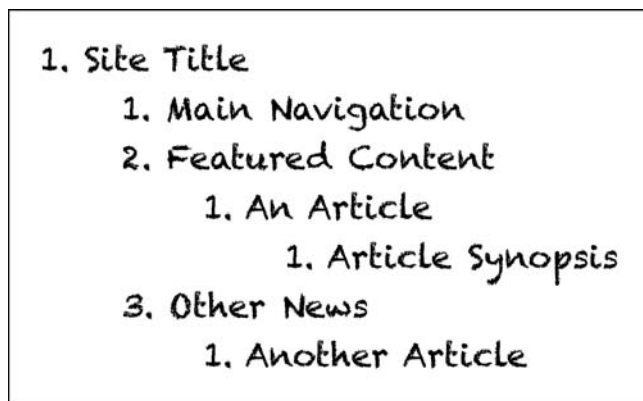 1. Site Title
1. Main Navigation
2. Featured Content
1. An Article
1. Article Synopsis
3. Other News
1. Another Article